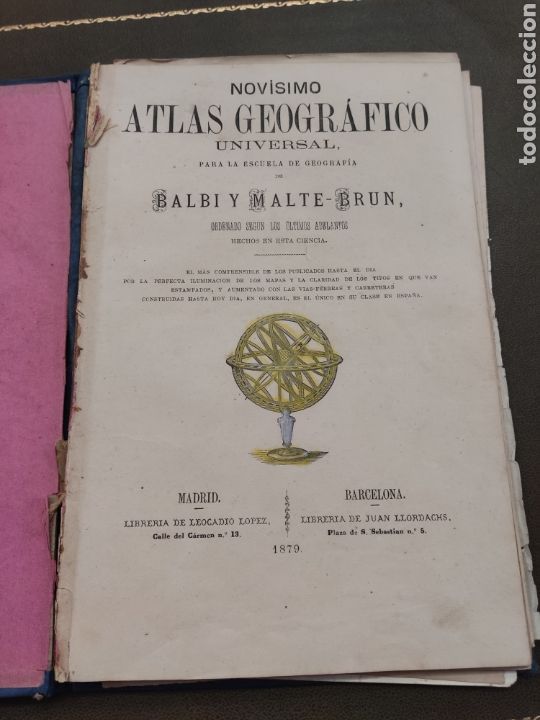 NOVÍSIMO
ATLAS GEOGRÁFICO
UNIVERSAL,
PARA LA ESCUELA DE GEOGRAFÍA
DE
BALBI Y MALTE-BRUN,
ORDENADO SEGUN LOS ÚLTIMOS ADELANTOS
HECHOS EN ESTA CIENCIA.
EL MÁS COMPRENSIBLE DE LOS PUBLICADOS HASTA EL DIA
POR LA PERFECTA ILUMINACION DE LOS MAPAS Y LA CLARIDAD DE LOS TIPOS EN QUE VAN
ESTAMPADOS, Y AUMENTADO CON LAS VIAS-FÉRREAS Y CARRETERAS
CONSTRUIDAS HASTA HOY DIA, EN GENERAL, ES EL ÚNICO EN SU CLASE EN ESPAÑA.
MADRID.
LIBRERIA DE LEOCADIO LOPEZ,
Calle del Cármen n.º 13.
BARCELONA.
LIBRERIA DE JUAN LLORDACHS,
Plaza de S. Sebastian n.º 5.
1879.
todocoleccion